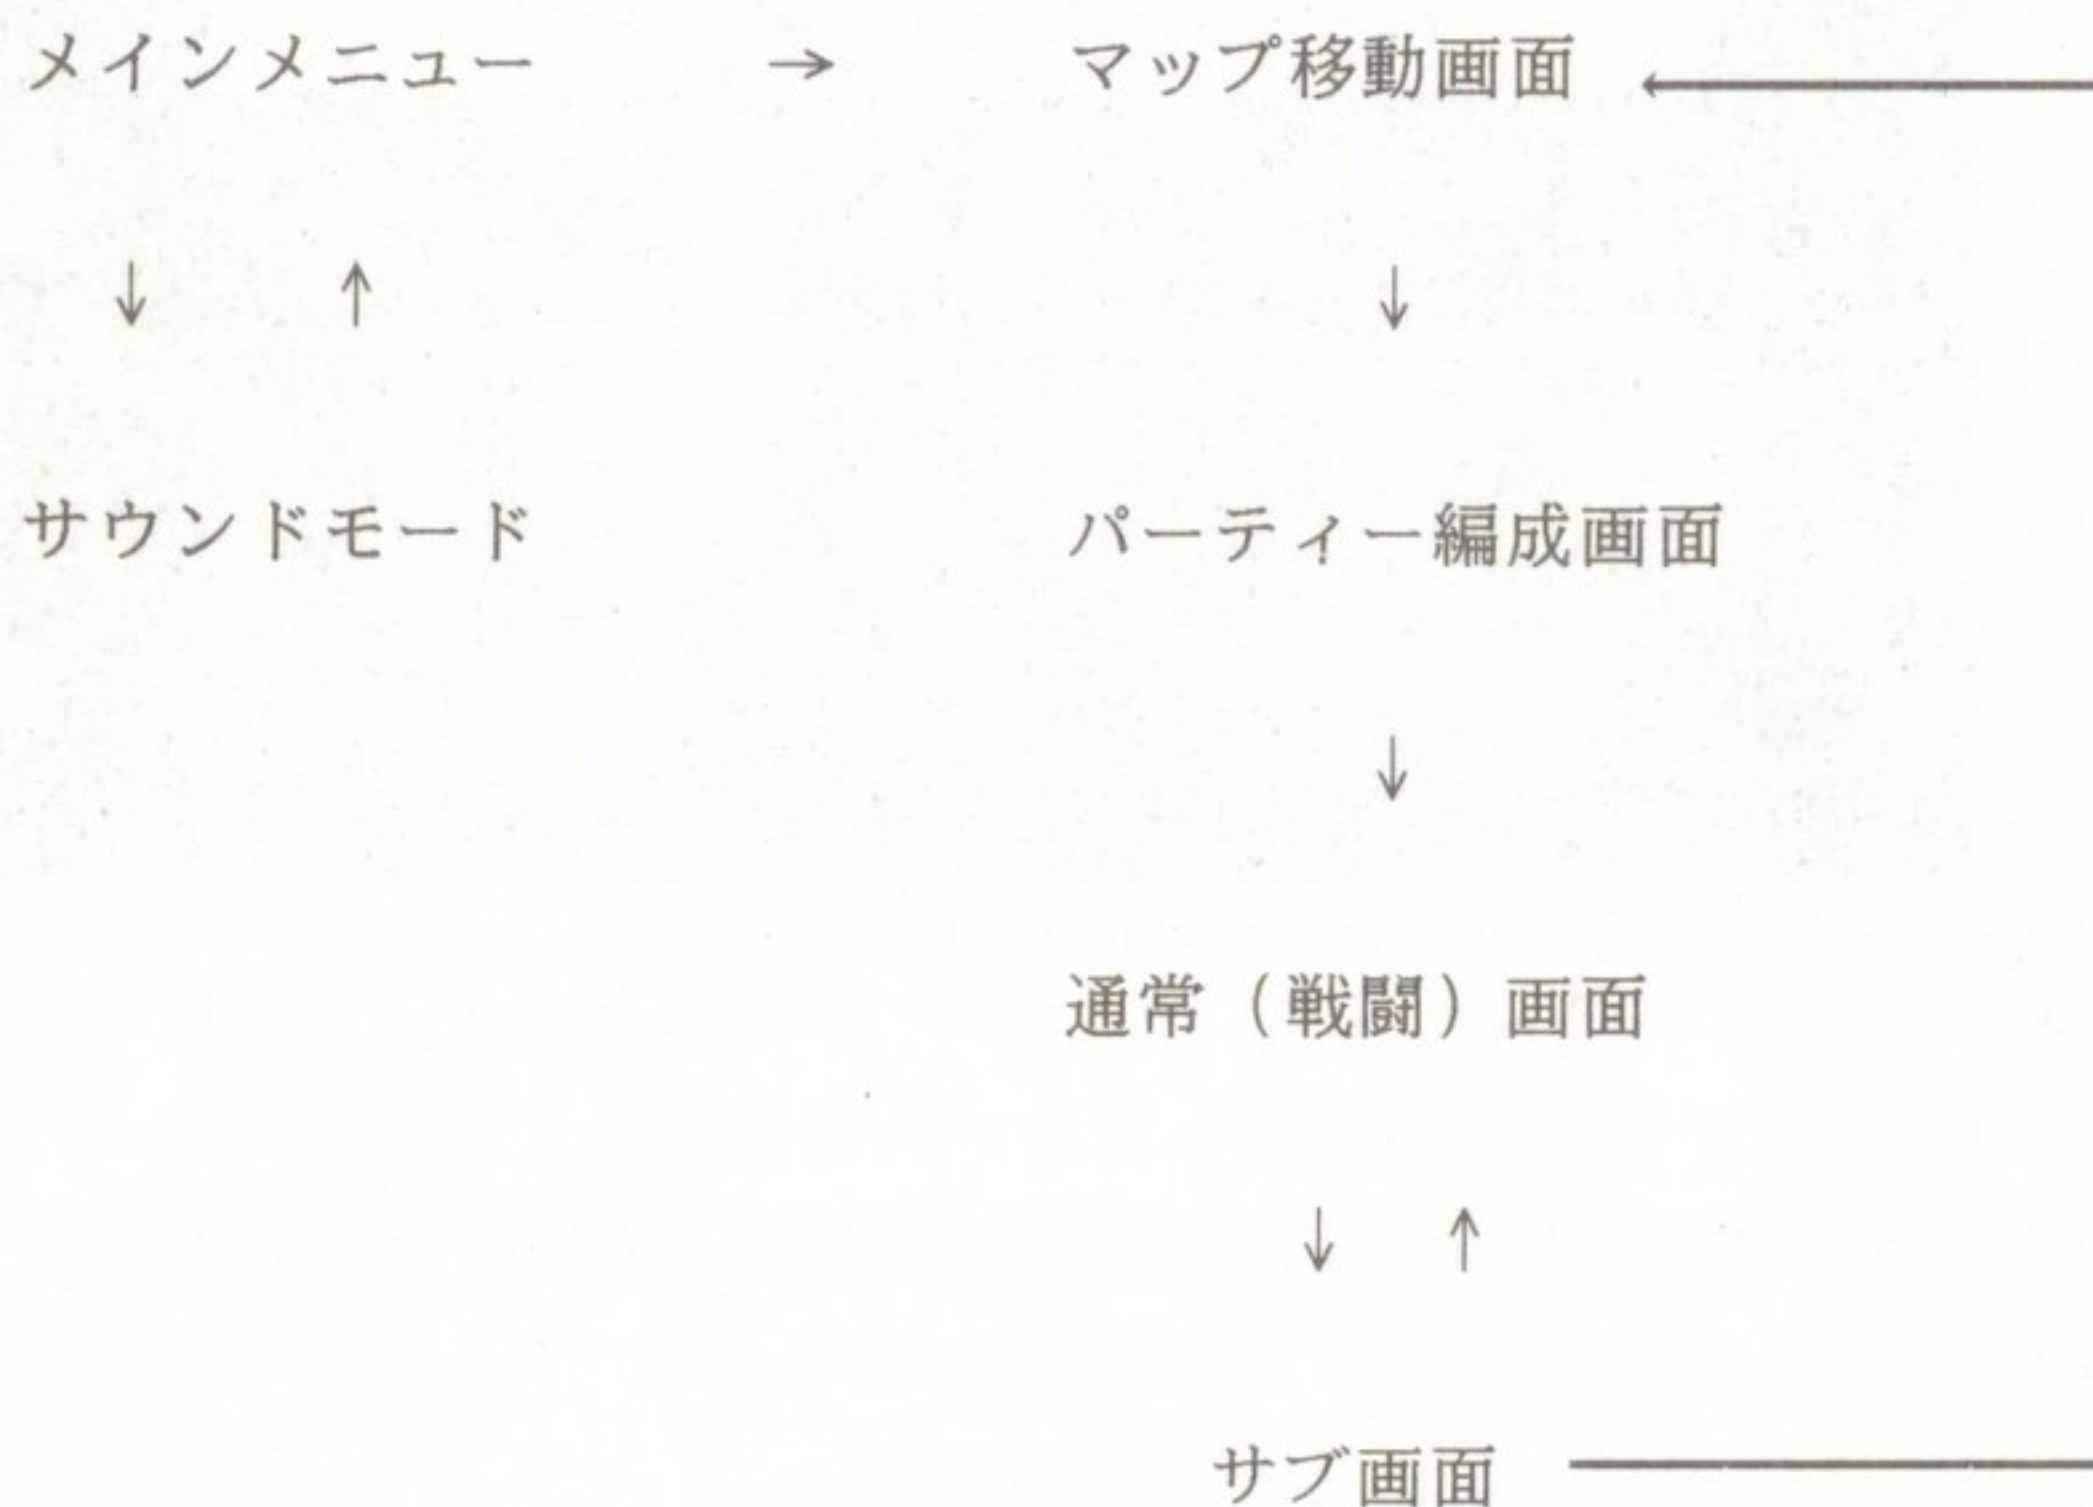 メインメニュー → マップ移動画面 ←
↓ ↑ ↓
サウンドモード パーティー編成画面
↓
通常（戦闘）画面
↓ ↑
サブ画面